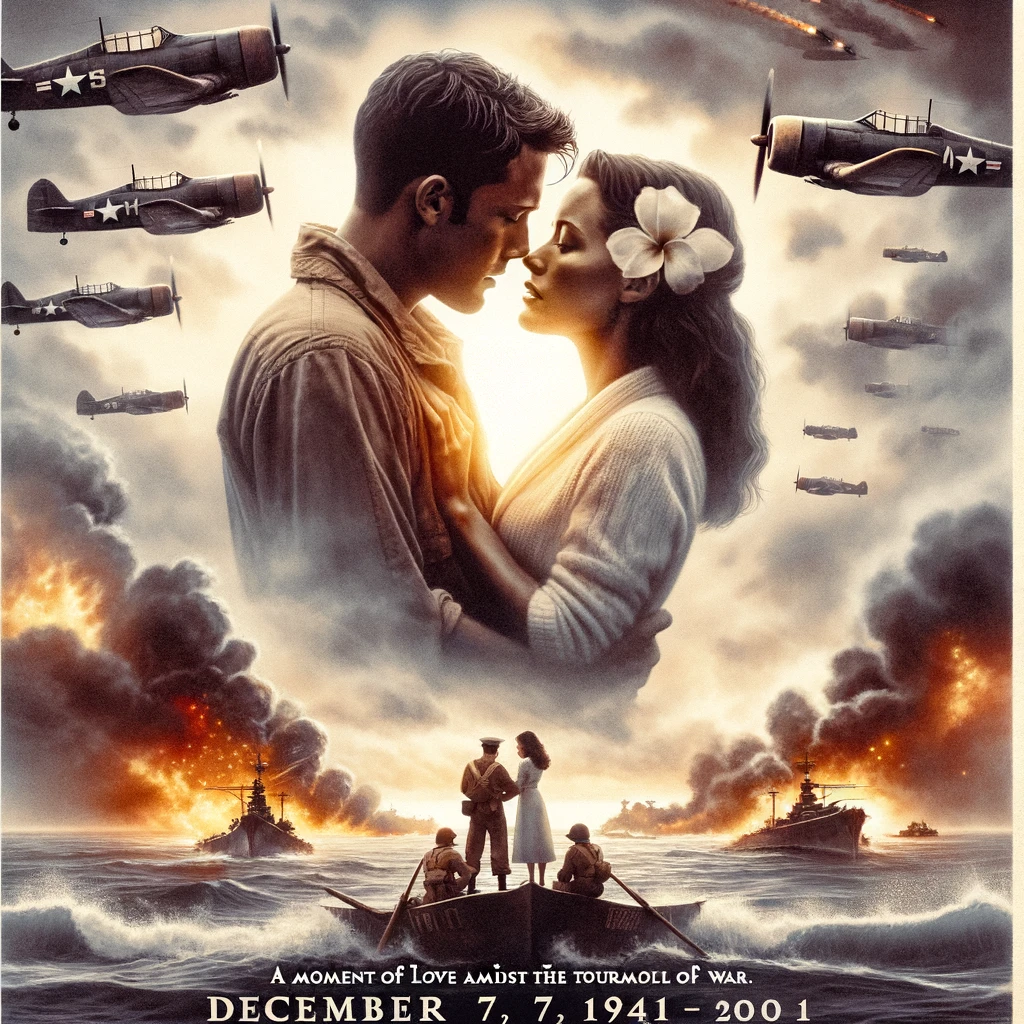 S
H
A MOMENT OF LOVE AMIDST THE TOURMOLL OF WAR.
DECEMBER 7, 7, 1941 – 2001